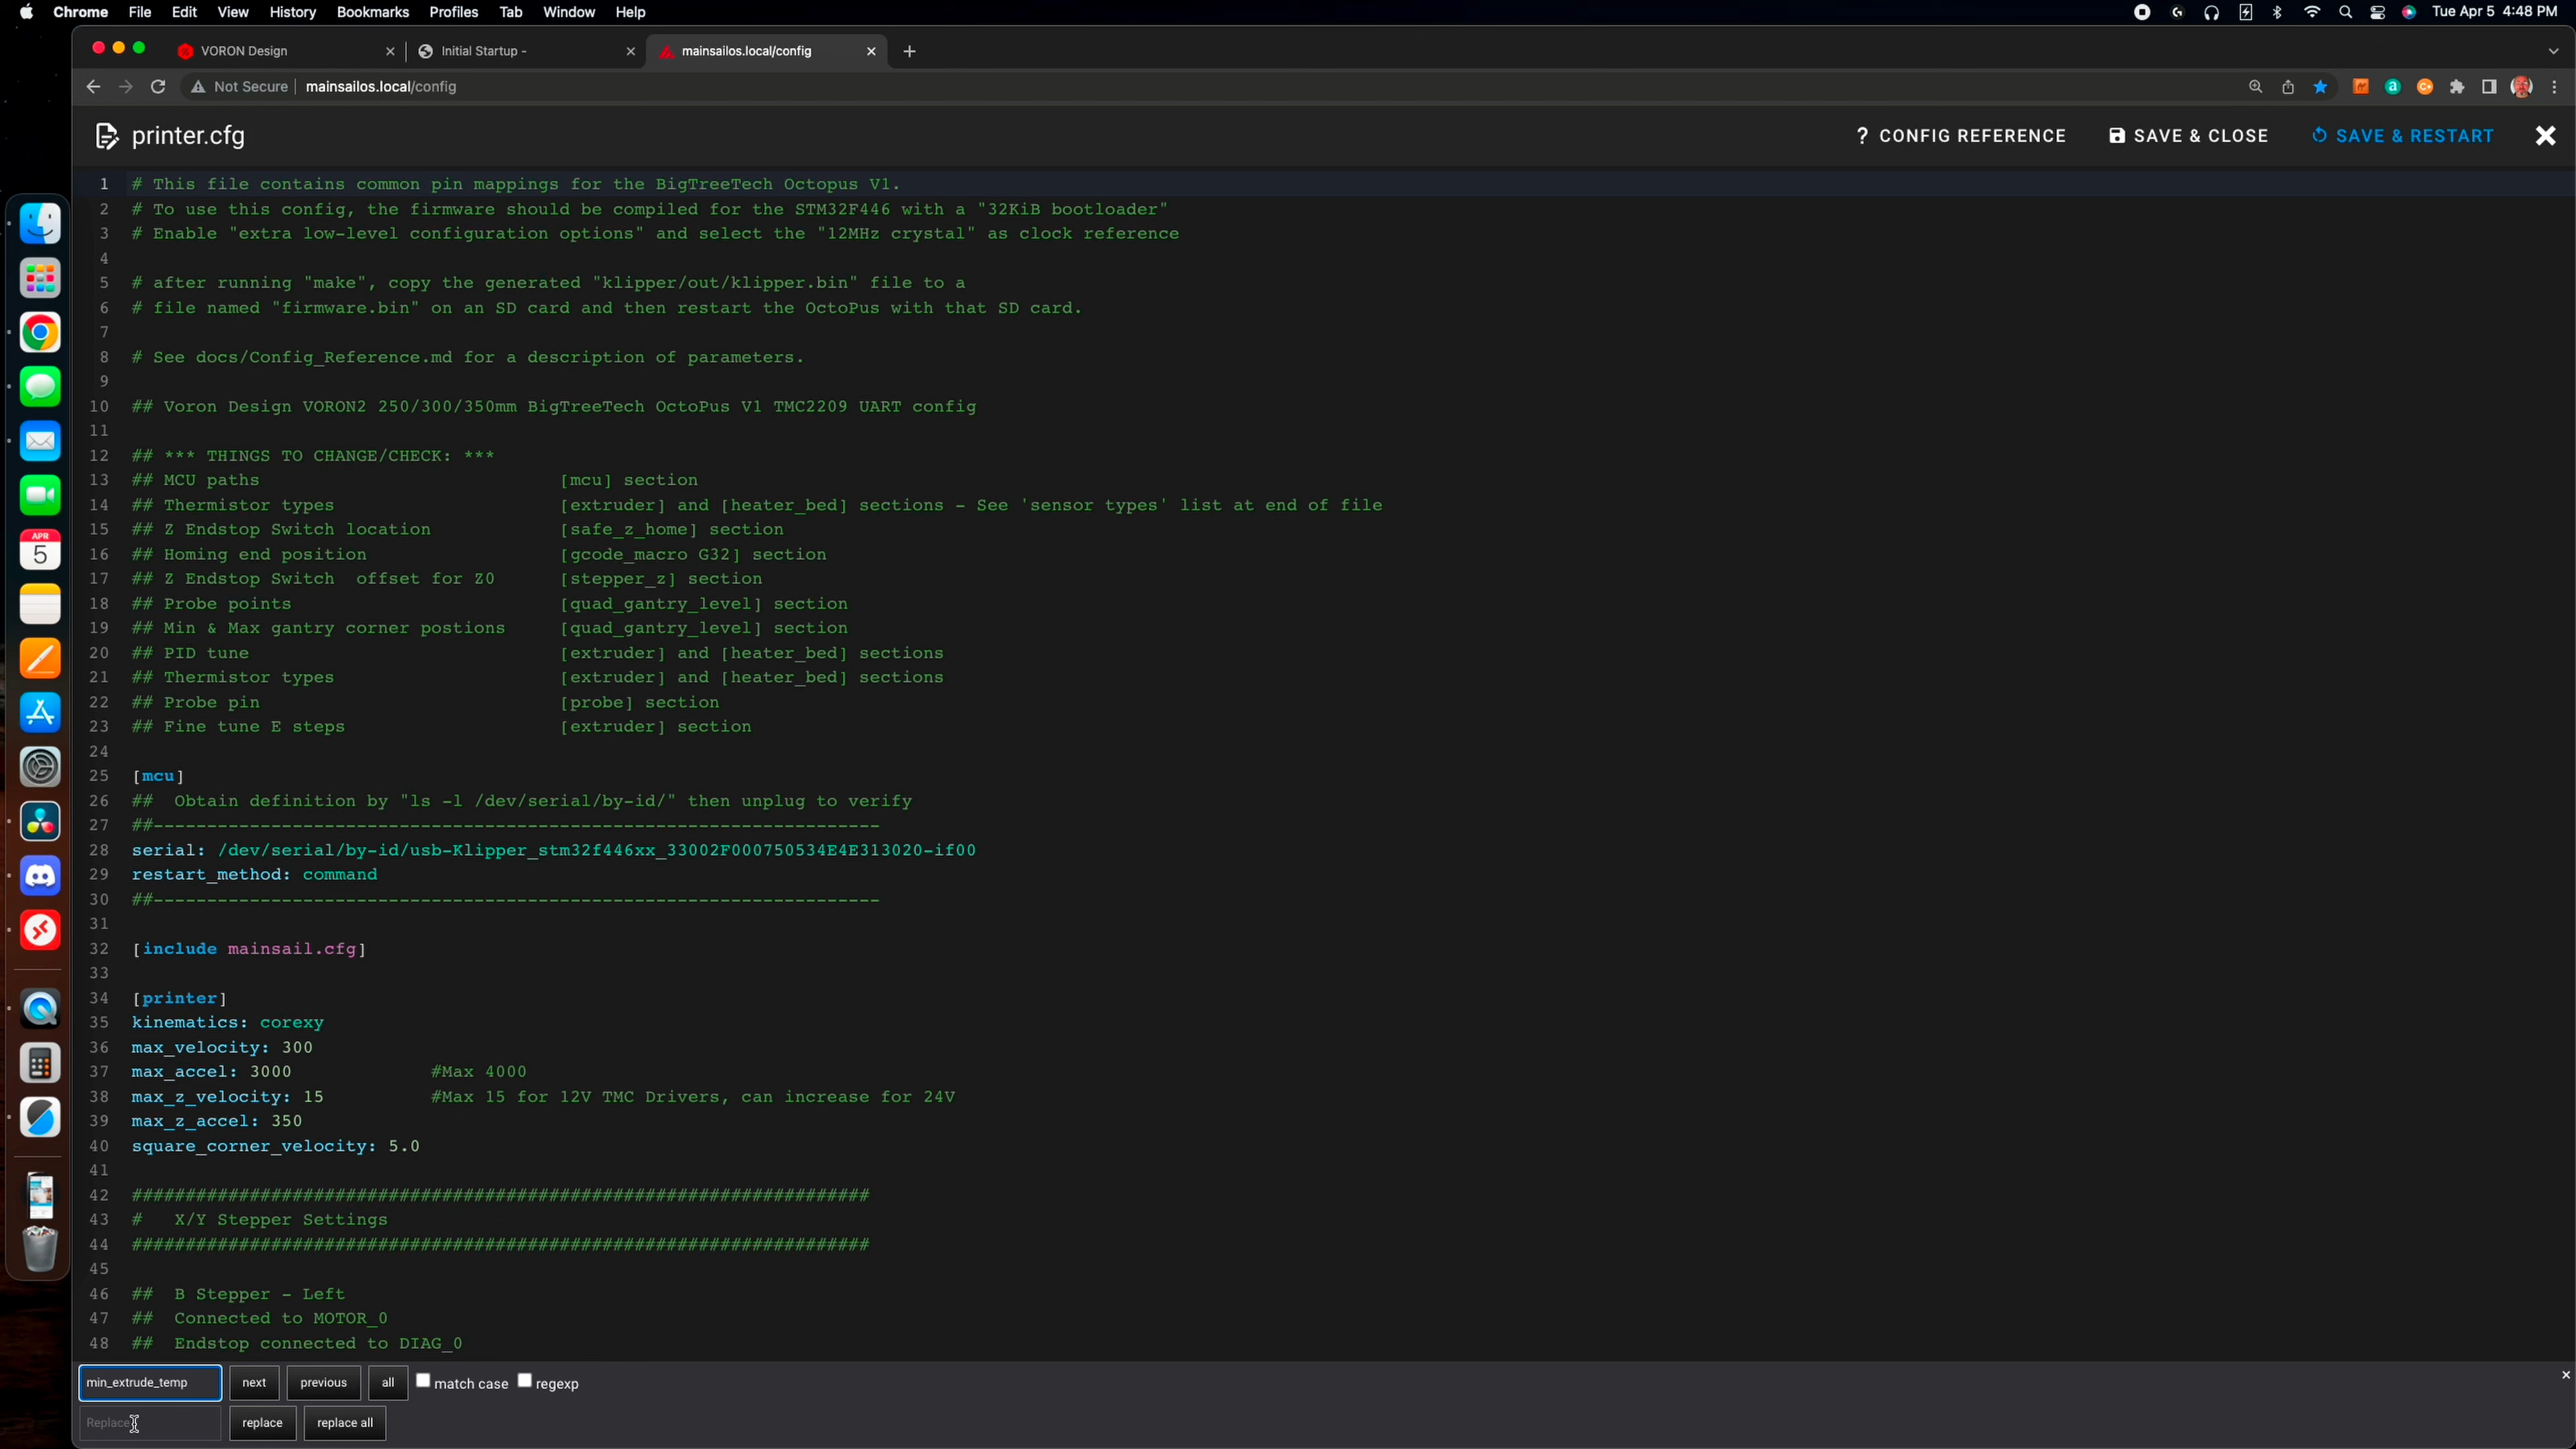 Chrome File Edit View History Bookmarks Profiles Tab Window Help Tue Apr 5 4:48 PM
VORON Design
Initial Startup -
mainsailos.local/config
Not Secure mainsailos.local/config
printer.cfg
? CONFIG REFERENCE
SAVE & CLOSE
SAVE & RESTART
1 # This file contains common pin mappings for the BigTreeTech Octopus V1.
2 # To use this config, the firmware should be compiled for the STM32F446 with a "32KiB bootloader"
3 # Enable "extra low-level configuration options" and select the "12MHz crystal" as clock reference
4
5 # after running "make", copy the generated "klipper/out/klipper.bin" file to a
6 # file named "firmware.bin" on an SD card and then restart the OctoPus with that SD card.
7
8 # See docs/Config_Reference.md for a description of parameters.
9
10 ## Voron Design VORON2 250/300/350mm BigTreeTech OctoPus V1 TMC2209 UART config
11
12 ## *** THINGS TO CHANGE/CHECK: ***
13 ## MCU paths [mcu] section
14 ## Thermistor types [extruder] and [heater_bed] sections - See 'sensor types' list at end of file
15 ## Z Endstop Switch location [safe_z_home] section
16 ## Homing end position [gcode_macro G32] section
17 ## Z Endstop Switch offset for Z0 [stepper_z] section
18 ## Probe points [quad_gantry_level] section
19 ## Min & Max gantry corner postions [quad_gantry_level] section
20 ## PID tune [extruder] and [heater_bed] sections
21 ## Thermistor types [extruder] and [heater_bed] sections
22 ## Probe pin [probe] section
23 ## Fine tune E steps [extruder] section
24
25 [mcu]
26 ## Obtain definition by "ls -l /dev/serial/by-id/" then unplug to verify
27 ##--------------------------------------------------------------------
28 serial: /dev/serial/by-id/usb-Klipper_stm32f446xx_33002F000750534E4E313020-if00
29 restart_method: command
30 ##--------------------------------------------------------------------
31
32 [include mainsail.cfg]
33
34 [printer]
35 kinematics: corexy
36 max_velocity: 300
37 max_accel: 3000 #Max 4000
38 max_z_velocity: 15 #Max 15 for 12V TMC Drivers, can increase for 24V
39 max_z_accel: 350
40 square_corner_velocity: 5.0
41
42 #####################################################################
43 # X/Y Stepper Settings
44 #####################################################################
45
46 ## B Stepper - Left
47 ## Connected to MOTOR_0
48 ## Endstop connected to DIAG_0
min_extrude_temp next previous all match case regexp
Replace replace replace all
APR
5